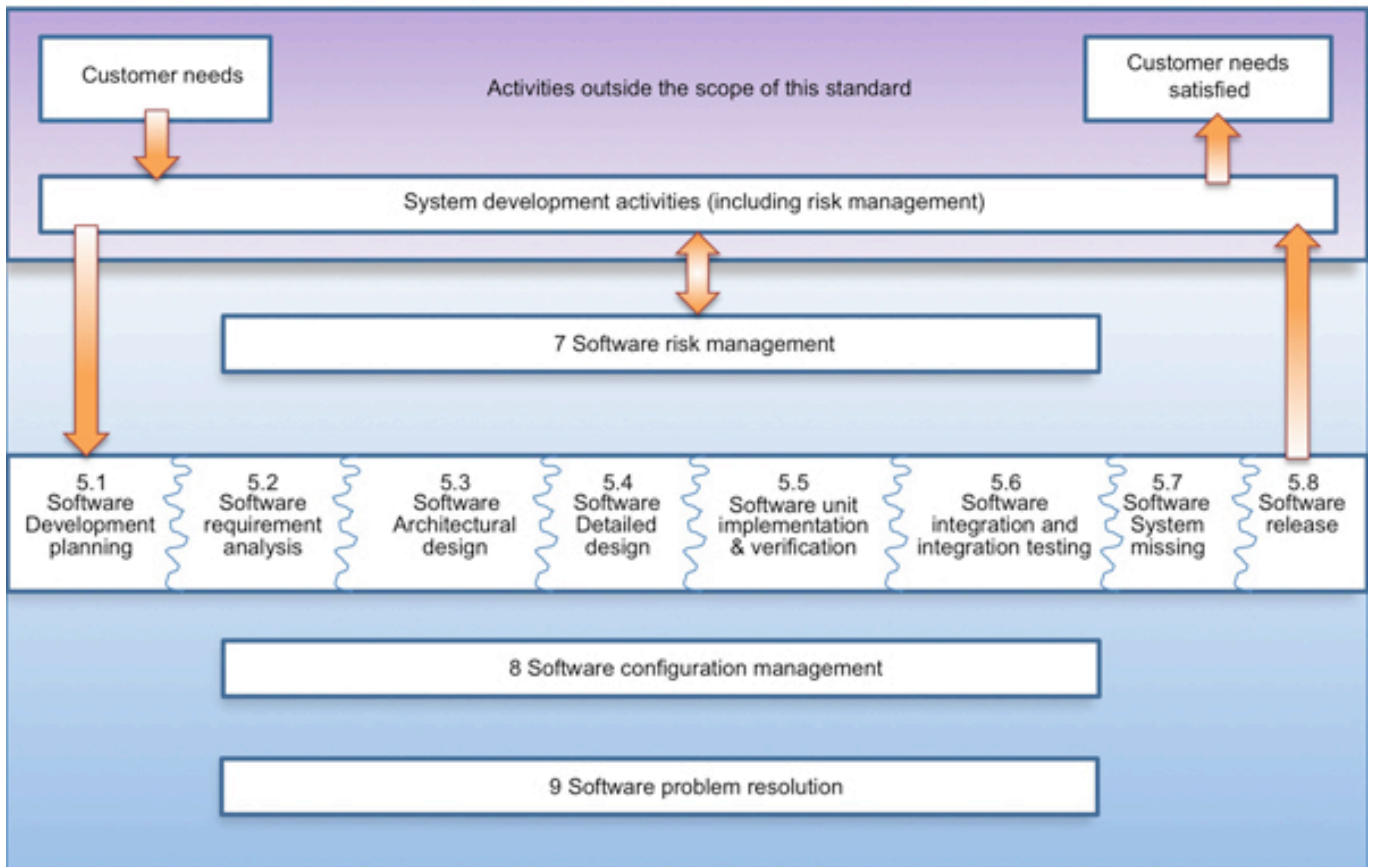 Customer needs
Activities outside the scope of this standard
Customer needs
satisfied
System development activities (including risk management)
7 Software risk management
5.1
Software
Development
planning
5.2
Software
requirement
analysis
5.3
Software
Architectural
design
5.4
Software
Detailed
design
5.5
Software unit
implementation
& verification
5.6
Software
integration and
integration testing
5.7
Software
System
missing
5.8
Software
release
8 Software configuration management
9 Software problem resolution